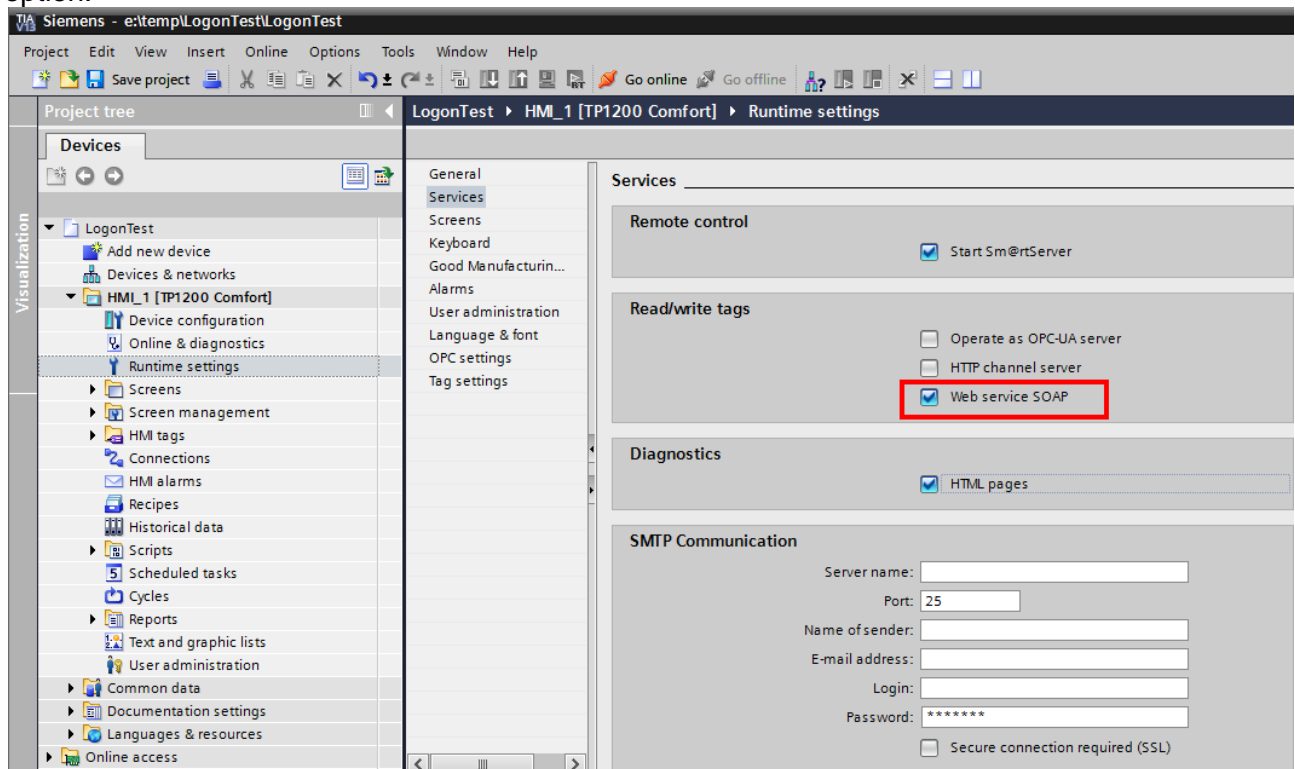 option.
TIA V13 Siemens - e:\temp\LogonTest\LogonTest
Project Edit View Insert Online Options Tools Window Help
Save project Go online Go offline
Project tree
LogonTest HMI_1 [TP1200 Comfort] Runtime settings
Devices
Visualization
LogonTest
Add new device
Devices & networks
HMI_1 [TP1200 Comfort]
Device configuration
Online & diagnostics
Runtime settings
Screens
Screen management
HMI tags
Connections
HMI alarms
Recipes
Historical data
Scripts
Scheduled tasks
Cycles
Reports
Text and graphic lists
User administration
Common data
Documentation settings
Languages & resources
Online access
General
Services
Screens
Keyboard
Good Manufacturin...
Alarms
User administration
Language & font
OPC settings
Tag settings
Services
Remote control
Start Sm@rtServer
Read/write tags
Operate as OPC-UA server
HTTP channel server
Web service SOAP
Diagnostics
HTML pages
SMTP Communication
Server name:
Port: 25
Name of sender:
E-mail address:
Login:
Password: *******
Secure connection required (SSL)